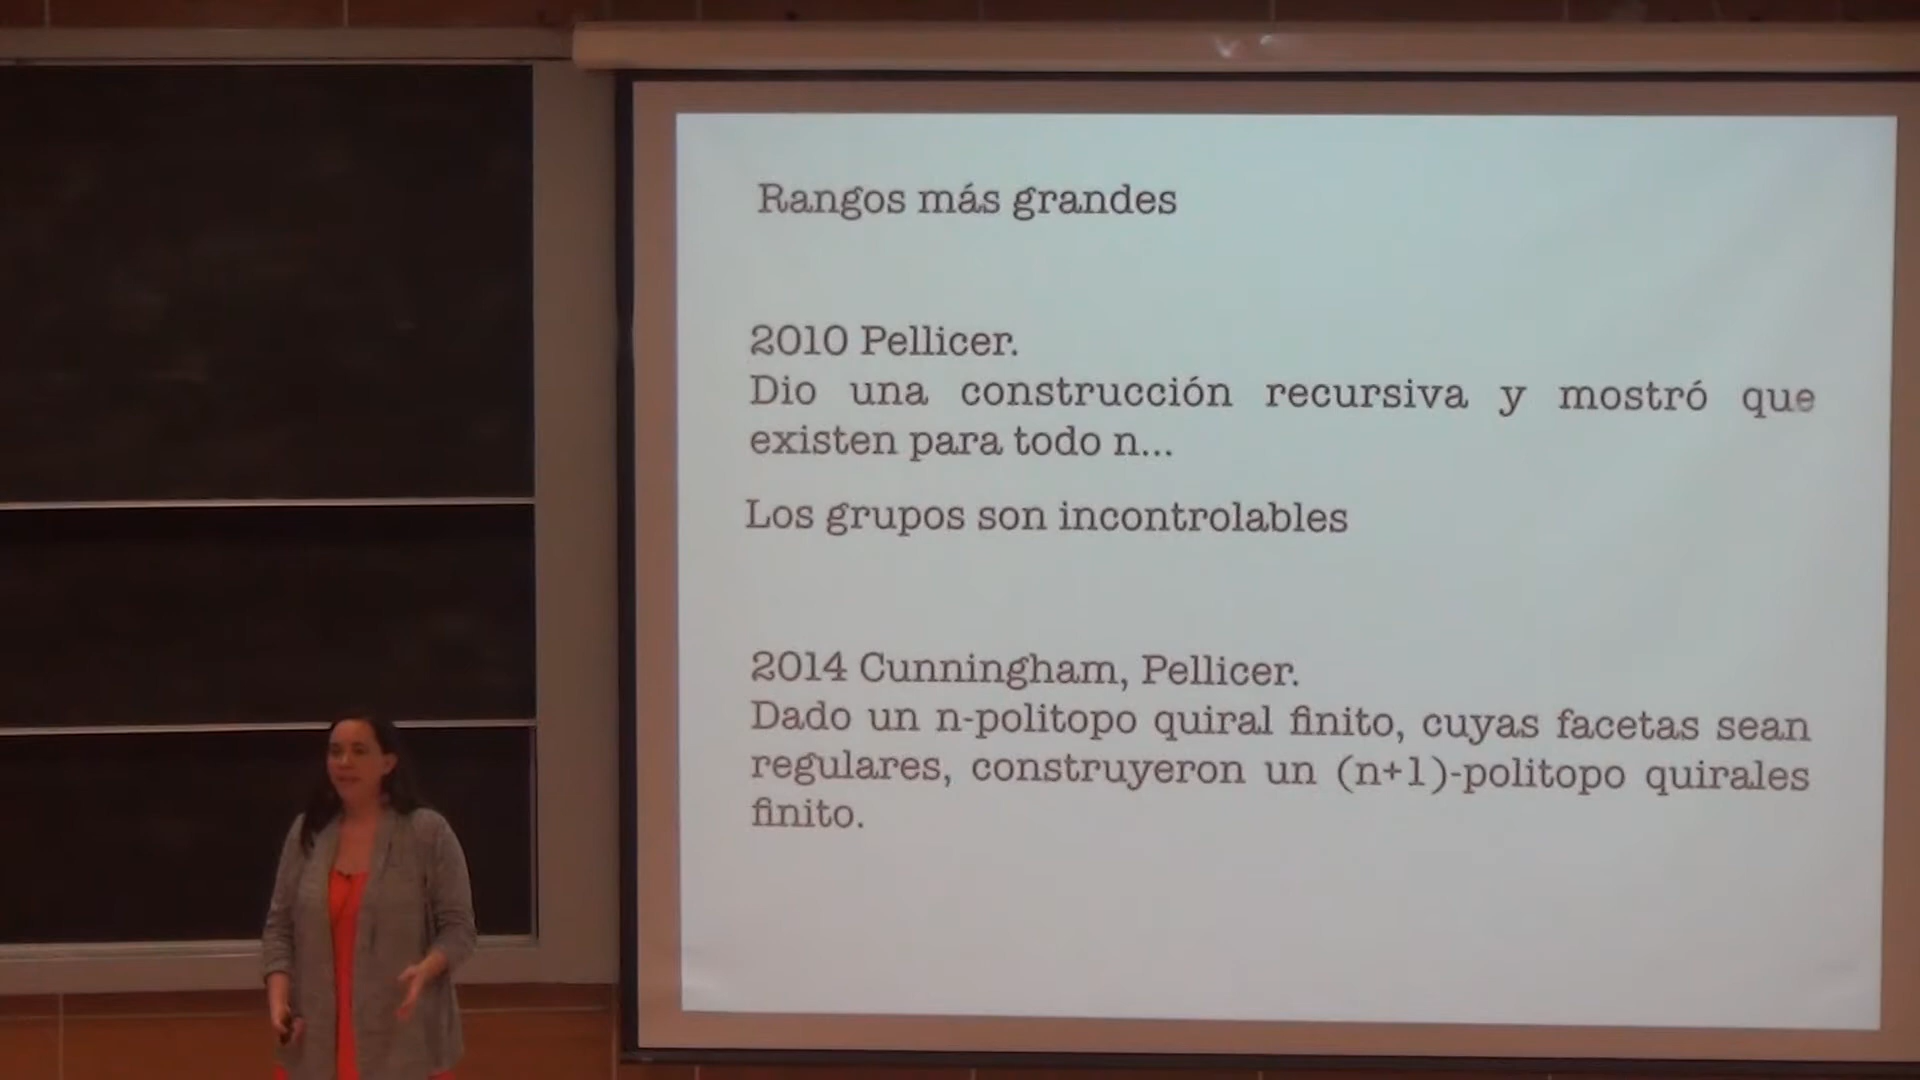 Rangos más grandes
2010 Pellicer.
Dio una construcción recursiva y mostró que
existen para todo n...
Los grupos son incontrolables
2014 Cunningham, Pellicer.
Dado un n-politopo quiral finito, cuyas facetas sean
regulares, construyeron un (n+1)-politopo quirales
finito.